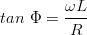 tan Φ = ωL / R